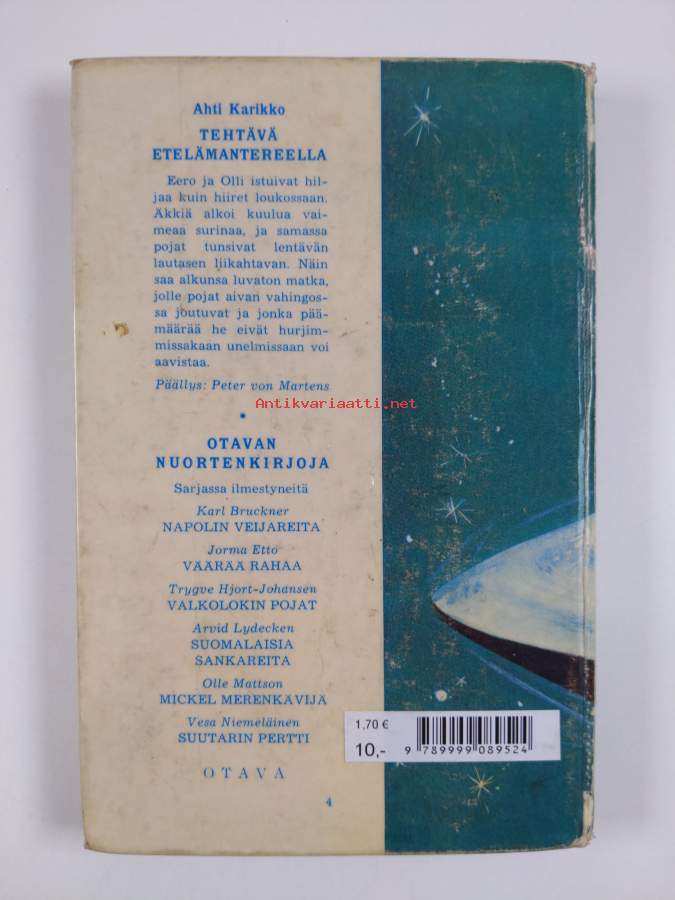 Ahti Karikko
TEHTÄVÄ
ETELÄMANTEREELLA
Eero ja Olli istuivat hil-
jaa kuin hiiret loukossaan.
Äkkiä alkoi kuulua vai-
meaa surinaa, ja samassa
pojat tunsivat lentävän
lautasen liikahtavan. Näin
saa alkunsa luvaton matka,
jolle pojat aivan vahingos-
sa joutuvat ja jonka pää-
määrää he eivät hurjim-
missakaan unelmissaan voi
aavistaa.
Päällys: Peter von Martens
Antikvariaatti.net
•
OTAVAN
NUORTENKIRJOJA
Sarjassa ilmestyneitä
Karl Bruckner
NAPOLIN VEIJAREITA
Jorma Etto
VÄÄRÄÄ RAHAA
Trygve Hjort-Johansen
VALKOLOKIN POJAT
Arvid Lydecken
SUOMALAISIA
SANKAREITA
Olle Mattson
MICKEL MERENKÄVIJÄ
Vesa Niemeläinen
SUUTARIN PERTTI
OTAVA
4
1,70 €
10,-
9 789999 089524